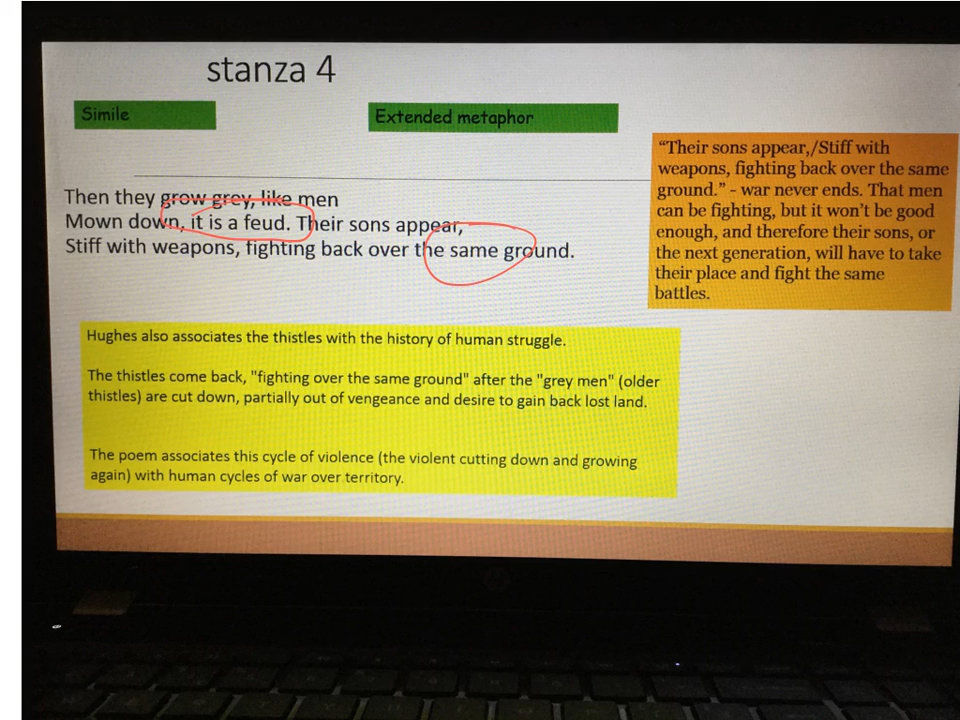 stanza 4
Simile
Extended metaphor
Then they grow grey, like men
Mown down, it is a feud. Their sons appear,
Stiff with weapons, fighting back over the same ground.
“Their sons appear,/Stiff with
weapons, fighting back over the same
ground.” - war never ends. That men
can be fighting, but it won’t be good
enough, and therefore their sons, or
the next generation, will have to take
their place and fight the same
battles.
Hughes also associates the thistles with the history of human struggle.
The thistles come back, "fighting over the same ground" after the "grey men" (older
thistles) are cut down, partially out of vengeance and desire to gain back lost land.
The poem associates this cycle of violence (the violent cutting down and growing
again) with human cycles of war over territory.